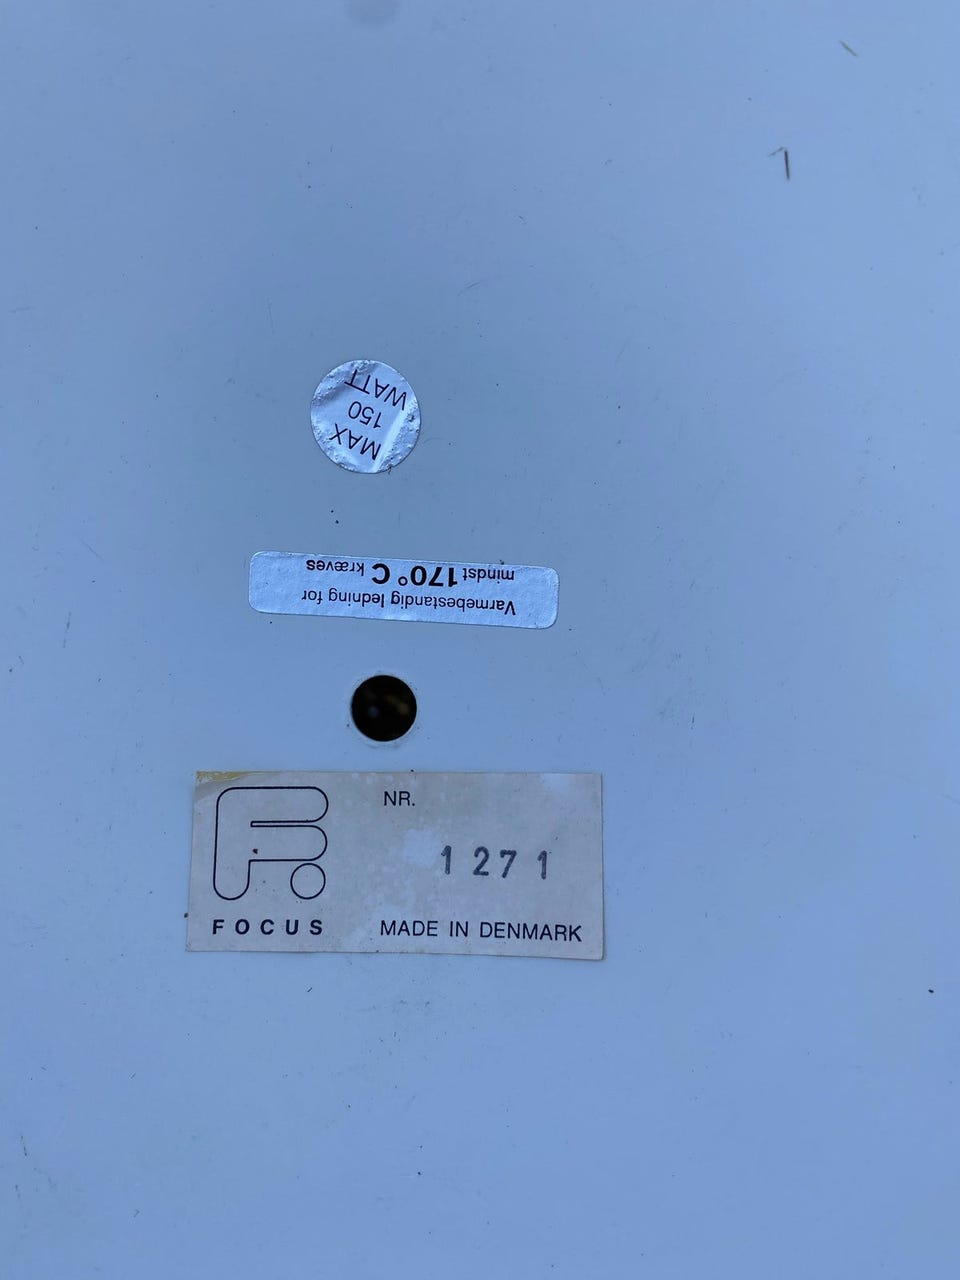 MAX
150
WATT
Varmebestandig ledning for
mindst 170° C kræves
NR.
1271
FOCUS
MADE IN DENMARK